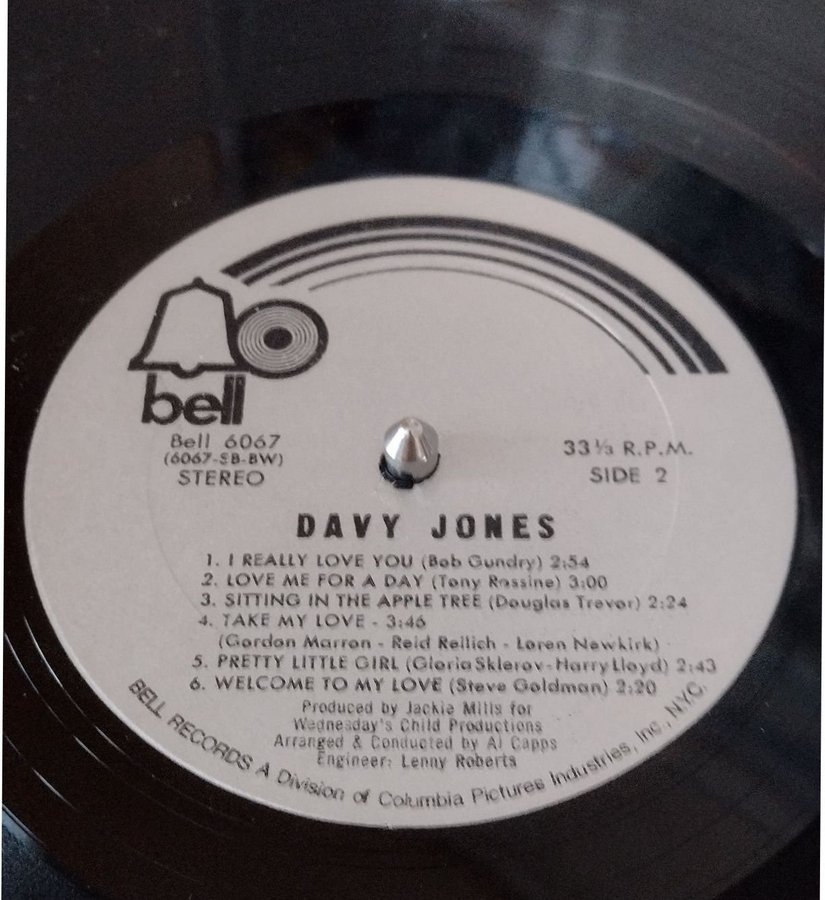 bell
Bell 6067
(6067-SB-BW)
STEREO
33 ⅓ R.P.M.
SIDE 2
DAVY JONES
1. I REALLY LOVE YOU (Bob Gundry) 2:54
2. LOVE ME FOR A DAY (Tony Rossine) 3:00
3. SITTING IN THE APPLE TREE (Douglas Trevor) 2:24
4. TAKE MY LOVE - 3:46
(Gordon Marron - Reid Reilich - Loren Newkirk)
5. PRETTY LITTLE GIRL (Gloria Sklerov - Harry Lloyd) 2:43
6. WELCOME TO MY LOVE (Steve Goldman) 2:20
Produced by Jackie Mills for
Wednesday's Child Productions
Arranged & Conducted by Al Capps
Engineer: Lenny Roberts
BELL RECORDS A Division of Columbia Pictures Industries, Inc., N.Y.C.